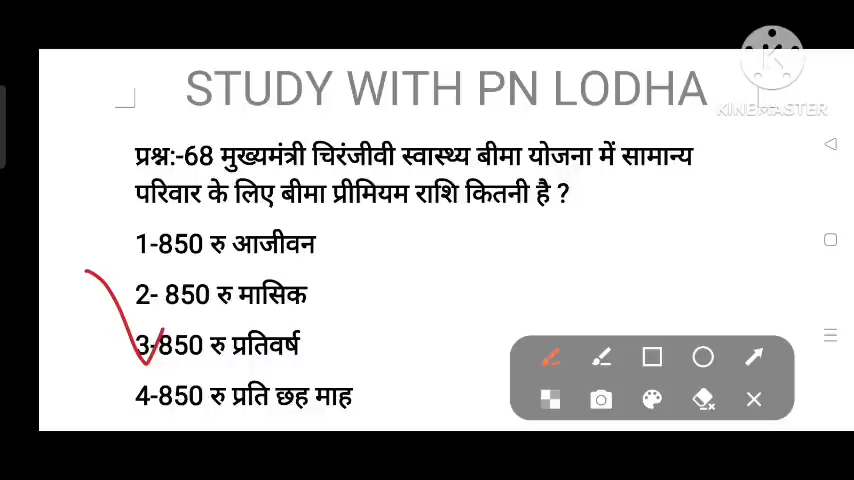 STUDY WITH PN LODHA
KINEMASTER
प्रश्न:-68 मुख्यमंत्री चिरंजीवी स्वास्थ्य बीमा योजना में सामान्य
परिवार के लिए बीमा प्रीमियम राशि कितनी है ?
1-850 रु आजीवन
2- 850 रु मासिक
3-850 रु प्रतिवर्ष
4-850 रु प्रति छह माह